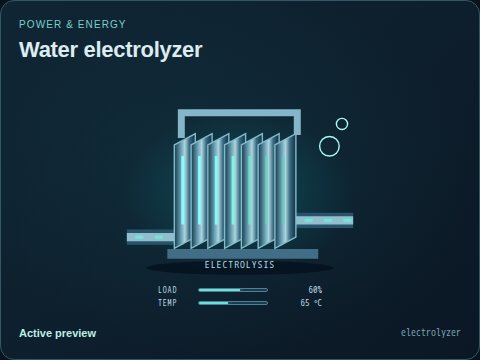 POWER & ENERGY
Water electrolyzer
ELECTROLYSIS
LOAD 60%
TEMP 65 °C
Active preview
electrolyzer